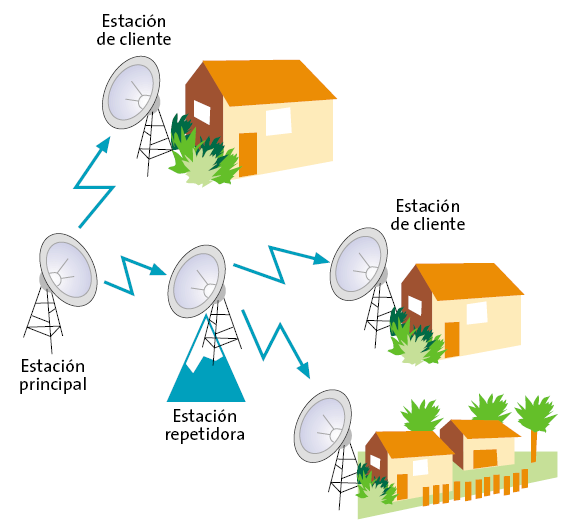 Estación
de cliente
Estación
de cliente
Estación
principal
Estación
repetidora